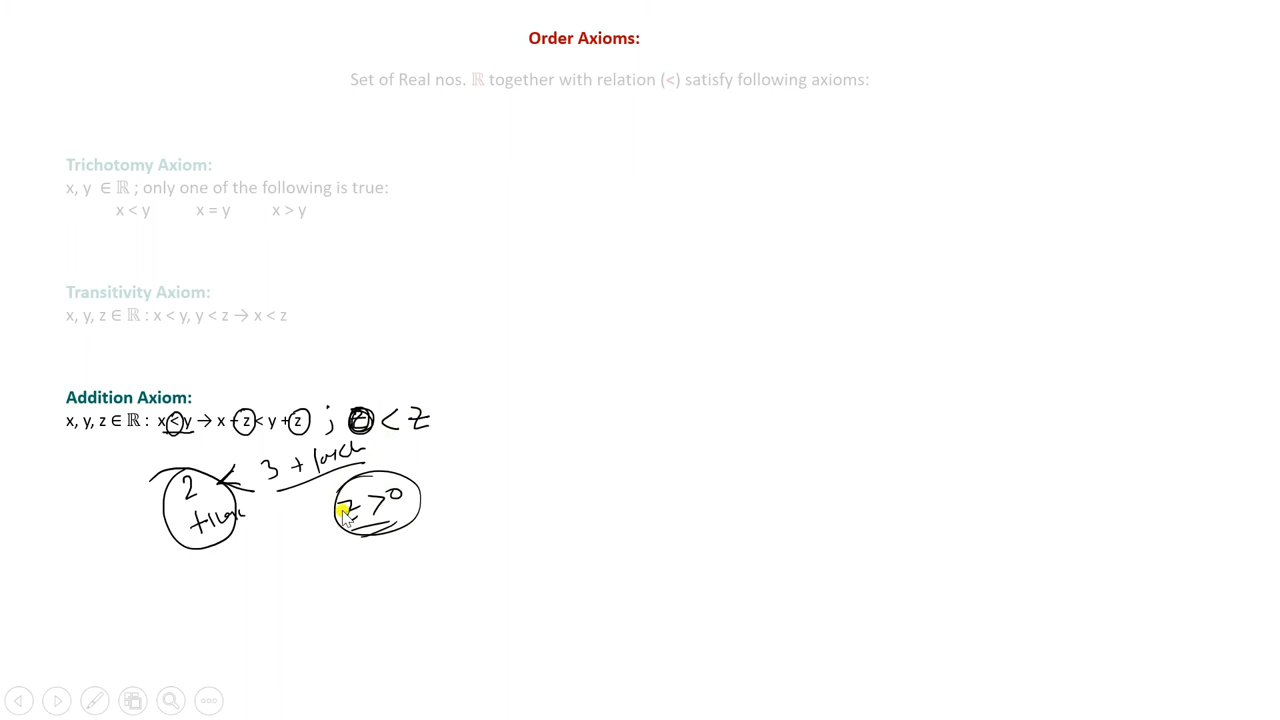 Order Axioms:
Set of Real nos. ℝ together with relation (<) satisfy following axioms:
Trichotomy Axiom:
x, y ∈ ℝ ; only one of the following is true:
x < y x = y x > y
Transitivity Axiom:
x, y, z ∈ ℝ : x < y, y < z → x < z
Addition Axiom:
x, y, z ∈ ℝ : x < y → x + z < y + z ; 0 < z
2 < 3 + lakh
z > 0